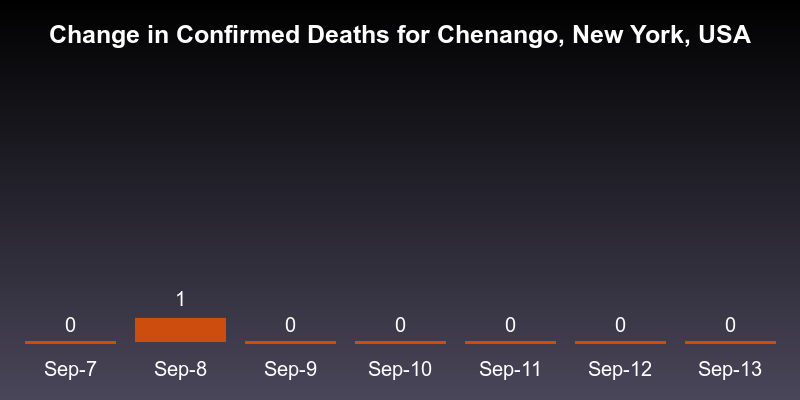 Change in Confirmed Deaths for Chenango, New York, USA
1
0 0 0 0 0 0
Sep-7 Sep-8 Sep-9 Sep-10 Sep-11 Sep-12 Sep-13